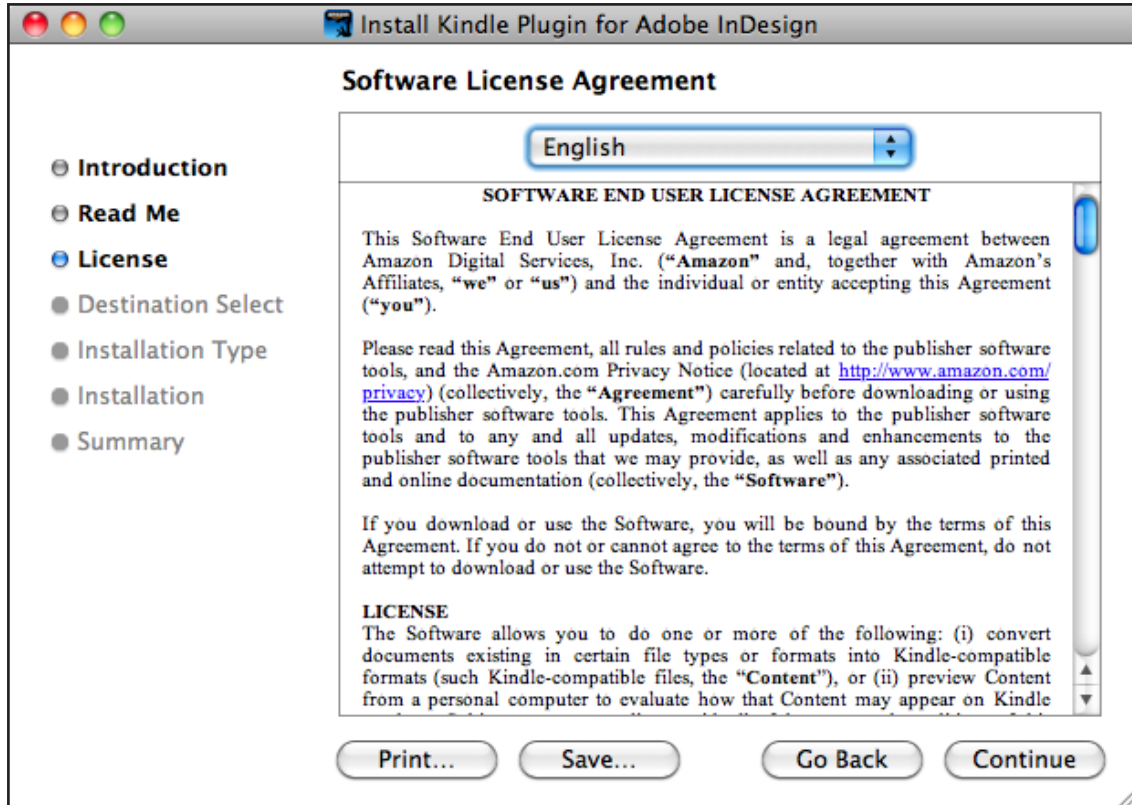 Install Kindle Plugin for Adobe InDesign
Software License Agreement
Introduction
Read Me
License
Destination Select
Installation Type
Installation
Summary
English
SOFTWARE END USER LICENSE AGREEMENT
This Software End User License Agreement is a legal agreement between
Amazon Digital Services, Inc. (“Amazon” and, together with Amazon’s
Affiliates, “we” or “us”) and the individual or entity accepting this Agreement
(“you”).
Please read this Agreement, all rules and policies related to the publisher software
tools, and the Amazon.com Privacy Notice (located at http://www.amazon.com/
privacy) (collectively, the “Agreement”) carefully before downloading or using
the publisher software tools. This Agreement applies to the publisher software
tools and to any and all updates, modifications and enhancements to the
publisher software tools that we may provide, as well as any associated printed
and online documentation (collectively, the “Software”).
If you download or use the Software, you will be bound by the terms of this
Agreement. If you do not or cannot agree to the terms of this Agreement, do not
attempt to download or use the Software.
LICENSE
The Software allows you to do one or more of the following: (i) convert
documents existing in certain file types or formats into Kindle-compatible
formats (such Kindle-compatible files, the “Content”), or (ii) preview Content
from a personal computer to evaluate how that Content may appear on Kindle
Print...
Save...
Go Back
Continue